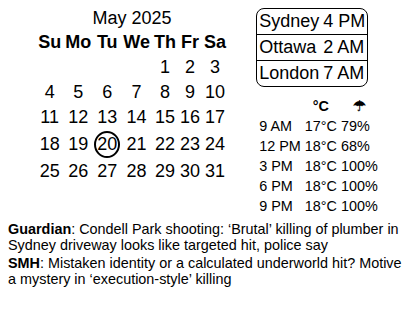 May 2025
Su Mo Tu We Th Fr Sa
1 2 3
4 5 6 7 8 9 10
11 12 13 14 15 16 17
18 19 20 21 22 23 24
25 26 27 28 29 30 31
Sydney 4 PM
Ottawa 2 AM
London 7 AM
°C ☂
9 AM 17°C 79%
12 PM 18°C 68%
3 PM 18°C 100%
6 PM 18°C 100%
9 PM 18°C 100%
Guardian: Condell Park shooting: ‘Brutal’ killing of plumber in
Sydney driveway looks like targeted hit, police say
SMH: Mistaken identity or a calculated underworld hit? Motive
a mystery in ‘execution-style’ killing